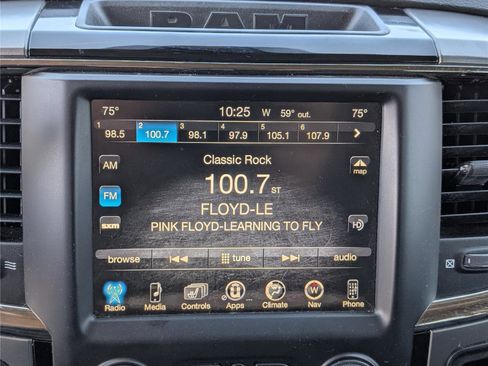 RAM
75° 10:25 W 59° out. 75°
1 2 3 4 5 6
98.5 100.7 98.1 97.9 105.1 107.9
AM Classic Rock map
100.7 ST
FM FLOYD-LE
sxm PINK FLOYD-LEARNING TO FLY HD
browse tune audio
Radio Media Controls Apps Climate Nav Phone